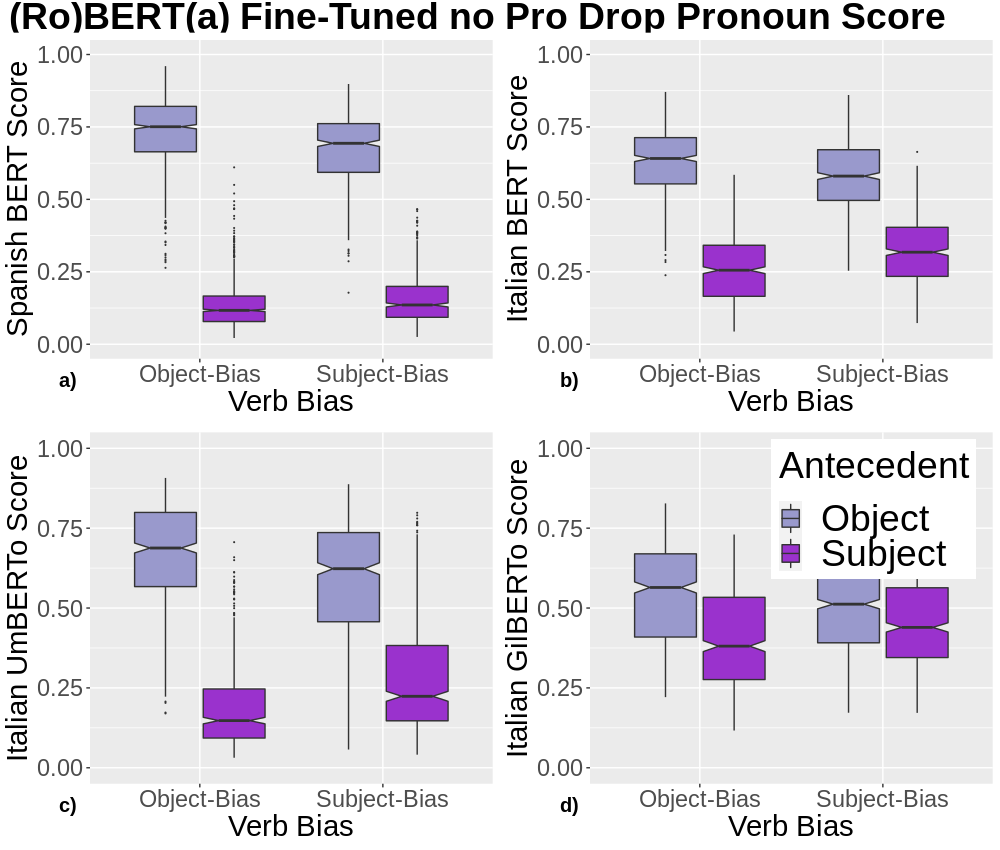 (Ro)BERT(a) Fine-Tuned no Pro Drop Pronoun Score
Spanish BERT Score
1.00
0.75
0.50
0.25
0.00
Object-Bias Subject-Bias
a)
Verb Bias
Italian BERT Score
1.00
0.75
0.50
0.25
0.00
Object-Bias Subject-Bias
b)
Verb Bias
Italian UmBERTo Score
1.00
0.75
0.50
0.25
0.00
Object-Bias Subject-Bias
c)
Verb Bias
Italian GilBERTo Score
1.00
0.75
0.50
0.25
0.00
Antecedent
Object
Subject
Object-Bias Subject-Bias
d)
Verb Bias